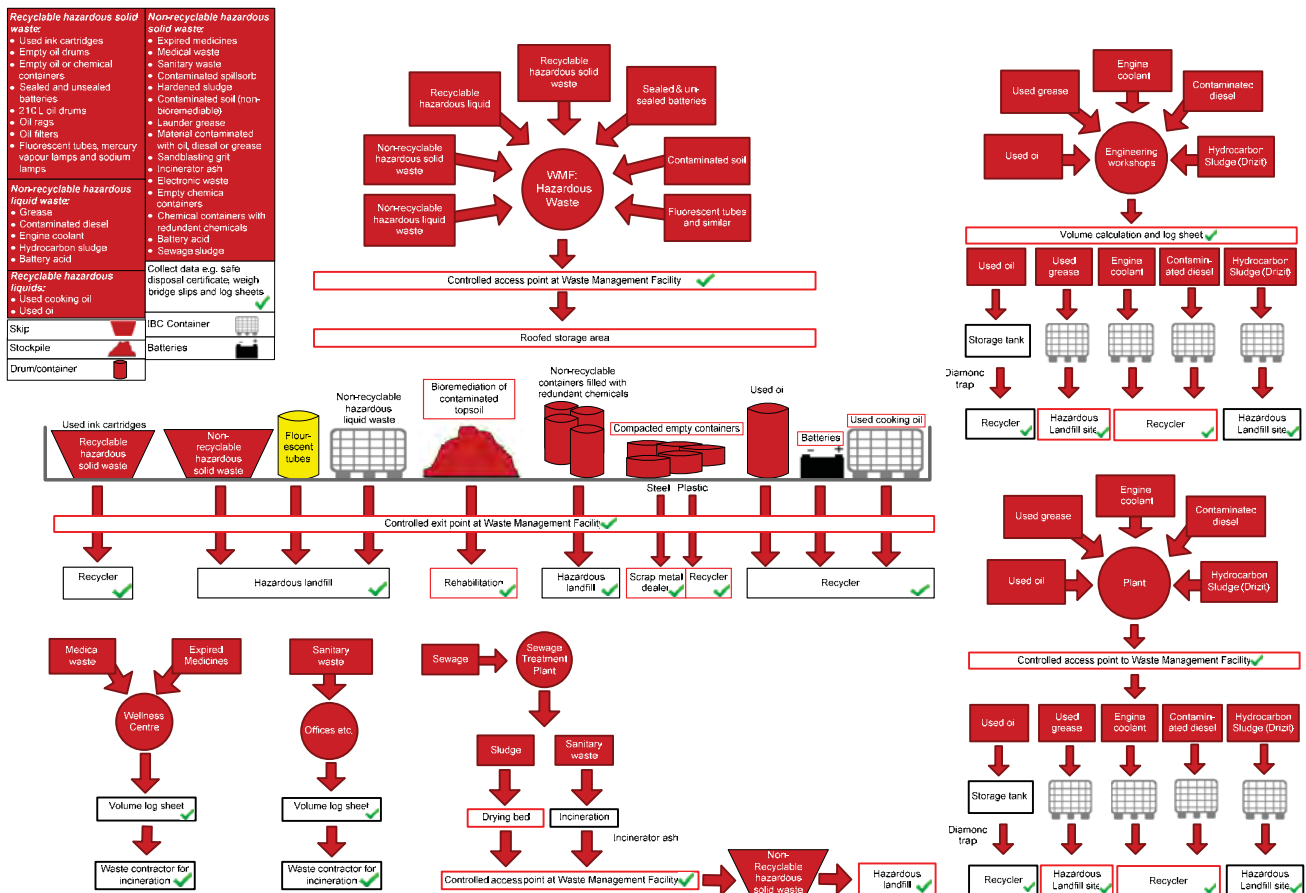 Recyclable hazardous solid
waste:
• Used ink cartridges
• Empty oil drums
• Empty oil or chemical
containers
• Sealed and unsealed
batteries
• 210L oil drums
• Oil rags
• Oil filters
• Fluorescent tubes, mercury
vapour lamps and sodium
lamps
Non-recyclable hazardous
liquid waste:
• Grease
• Contaminated diesel
• Engine coolant
• Hydrocarbon sludge
• Battery acid
Recyclable hazardous
liquids:
• Used cooking oil
• Used oi
Skip
Stockpile
Drum/container
Non-recyclable hazardous
solid waste:
• Expired medicines
• Medical waste
• Sanitary waste
• Contaminated spillsorb
• Hardened sludge
• Contaminated soil (non-
bioremediable)
• Launder grease
• Material contaminated
with oil, diesel or grease
• Sandblasting grit
• Incinerator ash
• Electronic waste
• Empty chemica
containers
• Chemical containers with
redundant chemicals
• Battery acid
• Sewage sludge
Collect data e.g. safe
disposal certificate, weigh
bridge slips and log sheets
IBC Container
Batteries
Recyclable
hazardous solid
waste
Recyclable
hazardous liquid
Sealed & un-
sealed batteries
Non-recyclable
hazardous solid
waste
Contaminated soil
Non-recyclable
hazardous liquid waste
Fluorescent tubes
and similar
WMF:
Hazardous
Waste
Controlled access point at Waste Management Facility
Roofed storage area
Used ink cartridges
Recyclable
hazardous
solid waste
Non-
recyclable
hazardous
solid waste
Flour-
escent
tubes
Non-recyclable
hazardous
liquid waste
Bioremediation of
contaminated
topsoil
Non-recyclable
containers filled with
redundant chemicals
Compacted empty containers
Used oi
Batteries
Used cooking oil
Steel
Plastic
Controlled exit point at Waste Management Facility
Recycler
Hazardous landfill
Rehabilitation
Hazardous
landfill
Scrap metal
dealer
Recycler
Recycler
Medica
waste
Expired
Medicines
Wellness
Centre
Volume log sheet
Waste contractor for
incineration
Sanitary
waste
Offices etc.
Volume log sheet
Waste contractor for
incineration
Sewage
Sewage
Treatment
Plant
Sludge
Sanitary
waste
Drying bed
Incineration
Incinerator ash
Controlled access point at Waste Management Facility
Non-
Recyclable
hazardous
solid waste
Hazardous
landfill
Engine
coolant
Used grease
Contaminated
diesel
Used oi
Hydrocarbon
Sludge (Drizit)
Engineering
workshops
Volume calculation and log sheet
Used oil
Used
grease
Engine
coolant
Contamin-
ated diesel
Hydrocarbon
Sludge (Drizit)
Storage tank
Diamonc
trap
Recycler
Hazardous
Landfill site
Recycler
Hazardous
Landfill site
Engine
coolant
Used grease
Contaminated
diesel
Used oil
Hydrocarbon
Sludge (Drizit)
Plant
Controlled access point to Waste Management Facility
Used oi
Used
grease
Engine
coolant
Contamin-
ated diesel
Hydrocarbon
Sludge (Drizit)
Storage tank
Diamonc
trap
Recycler
Hazardous
Landfill site
Recycler
Hazardous
Landfill site